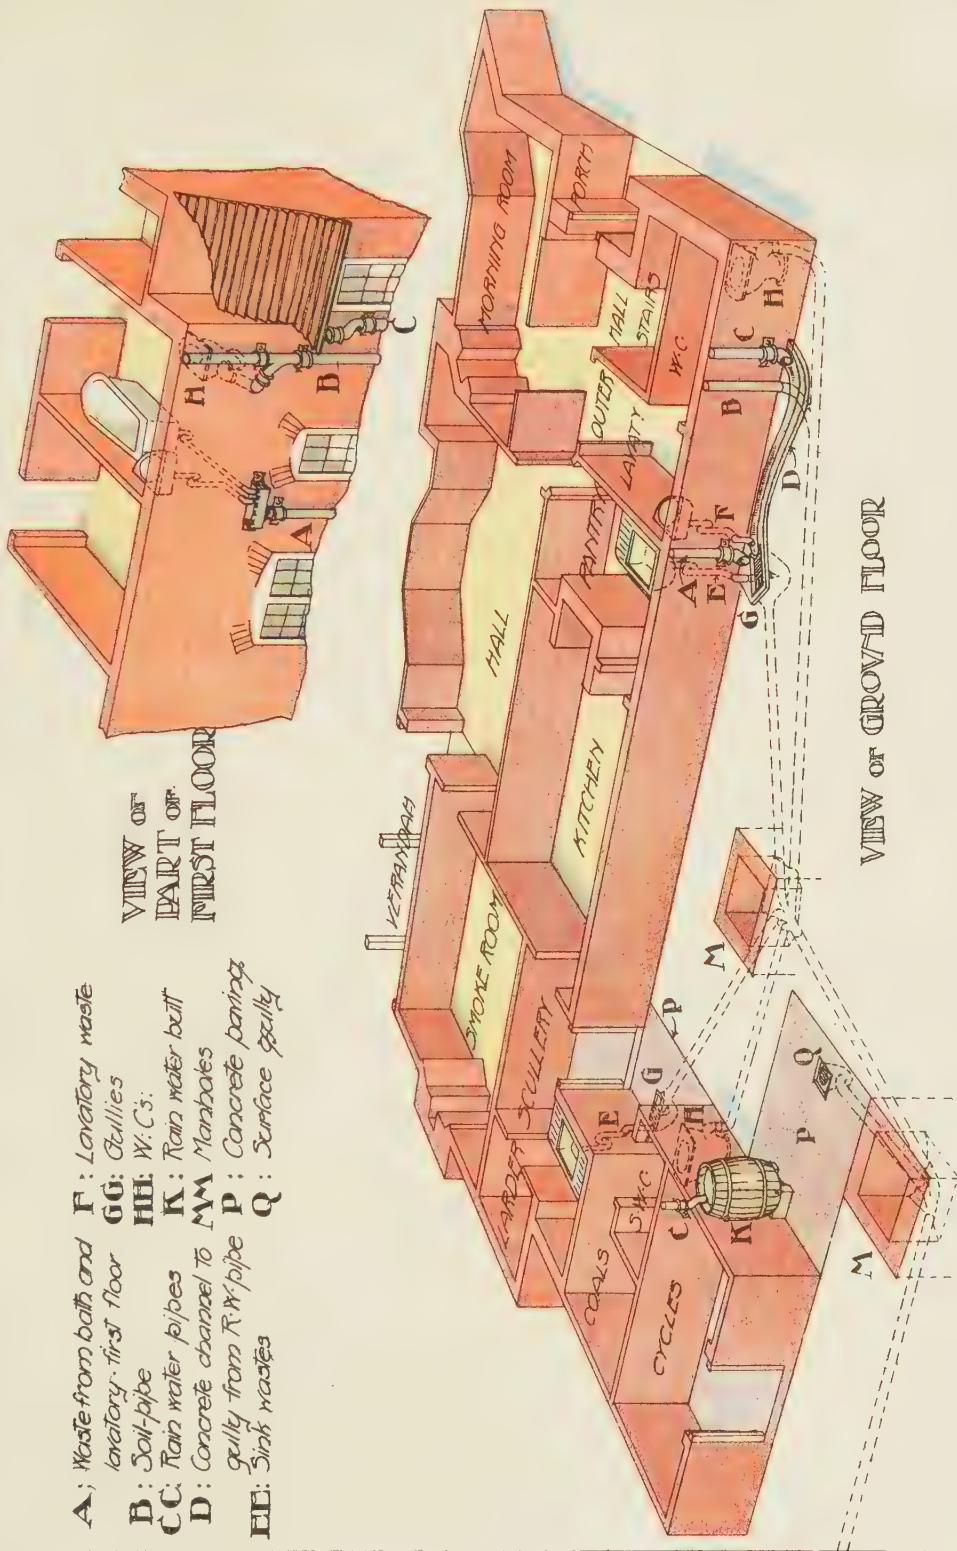 A: Waste from bath and
lavatory · first floor
B: Soil-pipe
CC: Rain water pipes
D: Concrete channel to
gully from R·W·pipe
EE: Sink wastes
F: Lavatory waste
GG: Gullies
HH: W.Cs.
K: Rain water butt
MM Manholes
P: Concrete paving
Q: Surface gully
VIEW OF
PART OF
FIRST FLOOR
H
B
C
A
VERANDAH
SMOKE ROOM
HALL
MORNING ROOM
PORTH
LARDER
SCULLERY
KITCHEN
PANTRY
LAVATY
OUTER HALL
STAIRS
W·C
COALS
S.W·C
CYCLES
E
G
H
C
K
P
P
Q
M
M
A
E
F
G
B
C
D
H
VIEW OF GROVND FLOOR